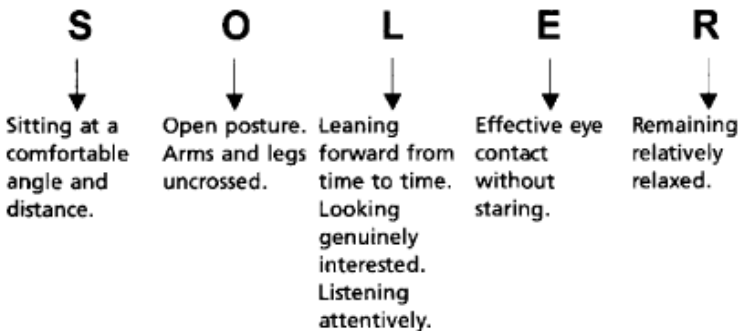 S O L E R
Sitting at a
comfortable
angle and
distance.
Open posture.
Arms and legs
uncrossed.
Leaning
forward from
time to time.
Looking
genuinely
interested.
Listening
attentively.
Effective eye
contact
without
staring.
Remaining
relatively
relaxed.